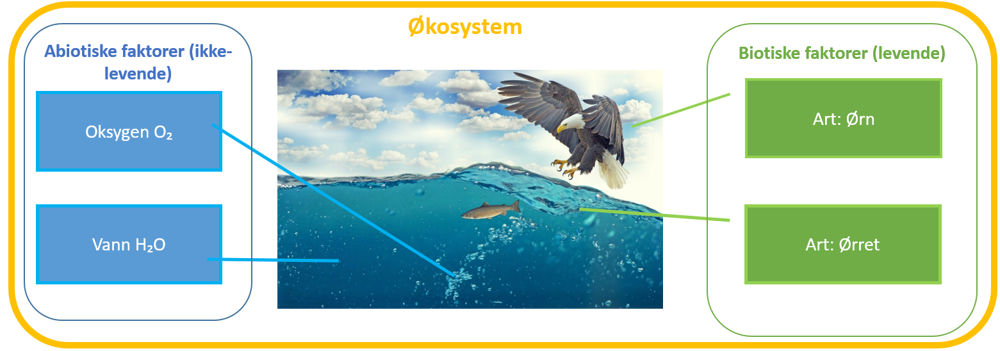 Økosystem
Abiotiske faktorer (ikke-
levende)
Oksygen O₂
Vann H₂O
Biotiske faktorer (levende)
Art: Ørn
Art: Ørret